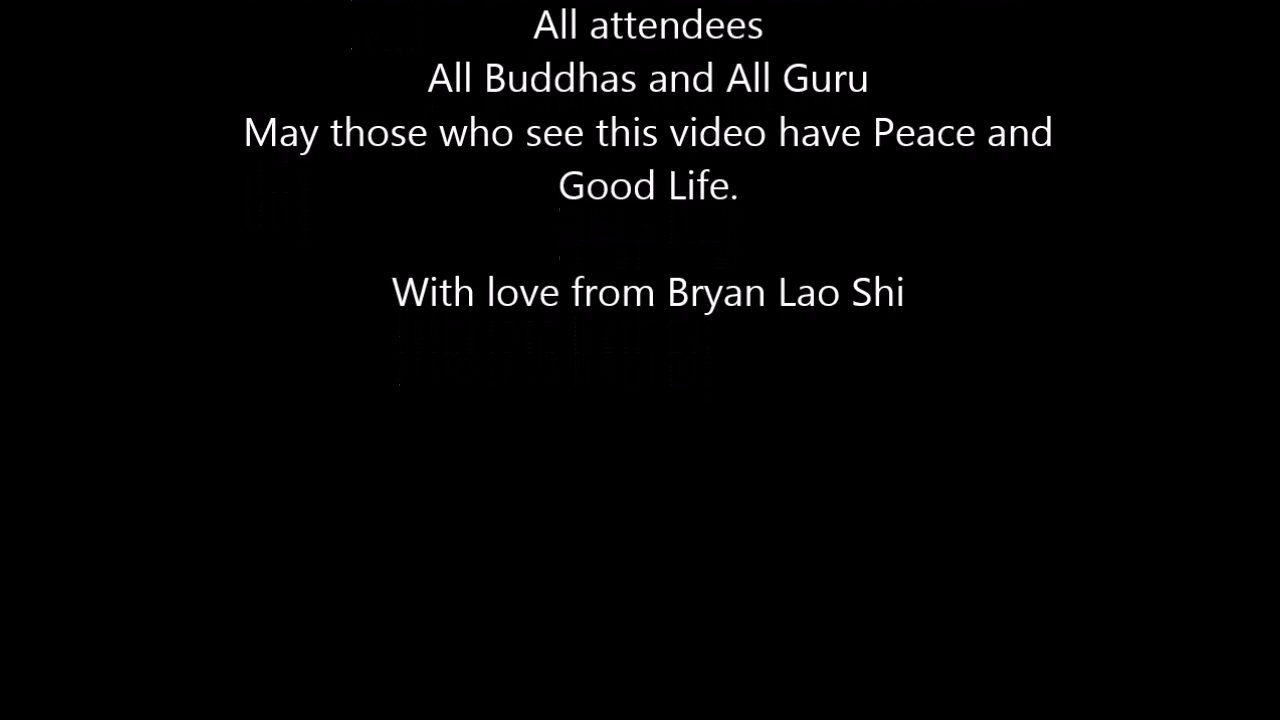 All attendees
All Buddhas and All Guru
May those who see this video have Peace and
Good Life.
With love from Bryan Lao Shi